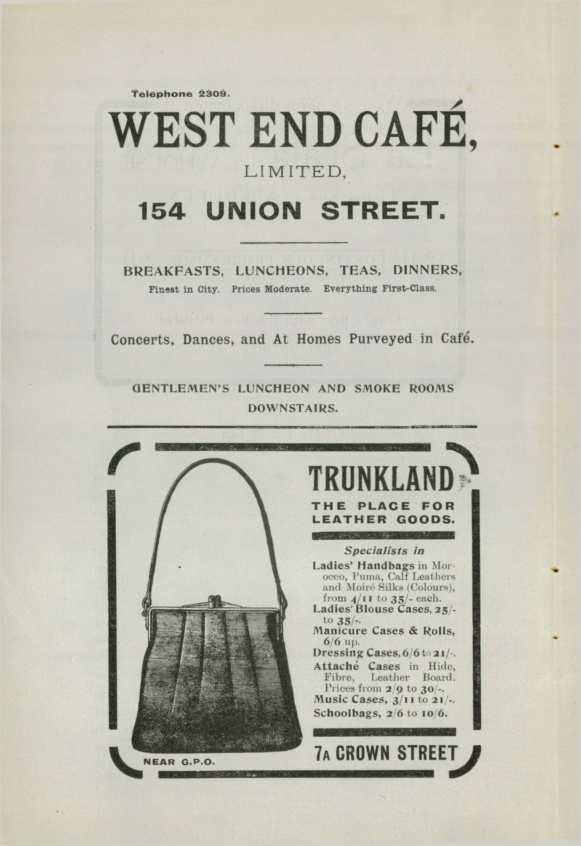 Telephone 2309.
WEST END CAFÉ,
LIMITED,
154 UNION STREET.
BREAKFASTS, LUNCHEONS, TEAS, DINNERS,
Finest in City. Prices Moderate. Everything First-Class.
Concerts, Dances, and At Homes Purveyed in Café.
GENTLEMEN'S LUNCHEON AND SMOKE ROOMS
DOWNSTAIRS.
TRUNKLAND
THE PLACE FOR
LEATHER GOODS.
Specialists in
Ladies' Handbags in Mor-
occo, Puma, Calf Leathers
and Moiré Silks (Colours),
from 4/11 to 35/- each.
Ladies' Blouse Cases, 25/-
to 35/-.
Manicure Cases & Rolls,
6/6 up.
Dressing Cases, 6/6 to 21/-.
Attaché Cases in Hide,
Fibre, Leather Board.
Prices from 2/9 to 30/-.
Music Cases, 3/11 to 21/-.
Schoolbags, 2/6 to 10/6.
NEAR G.P.O.
7A CROWN STREET